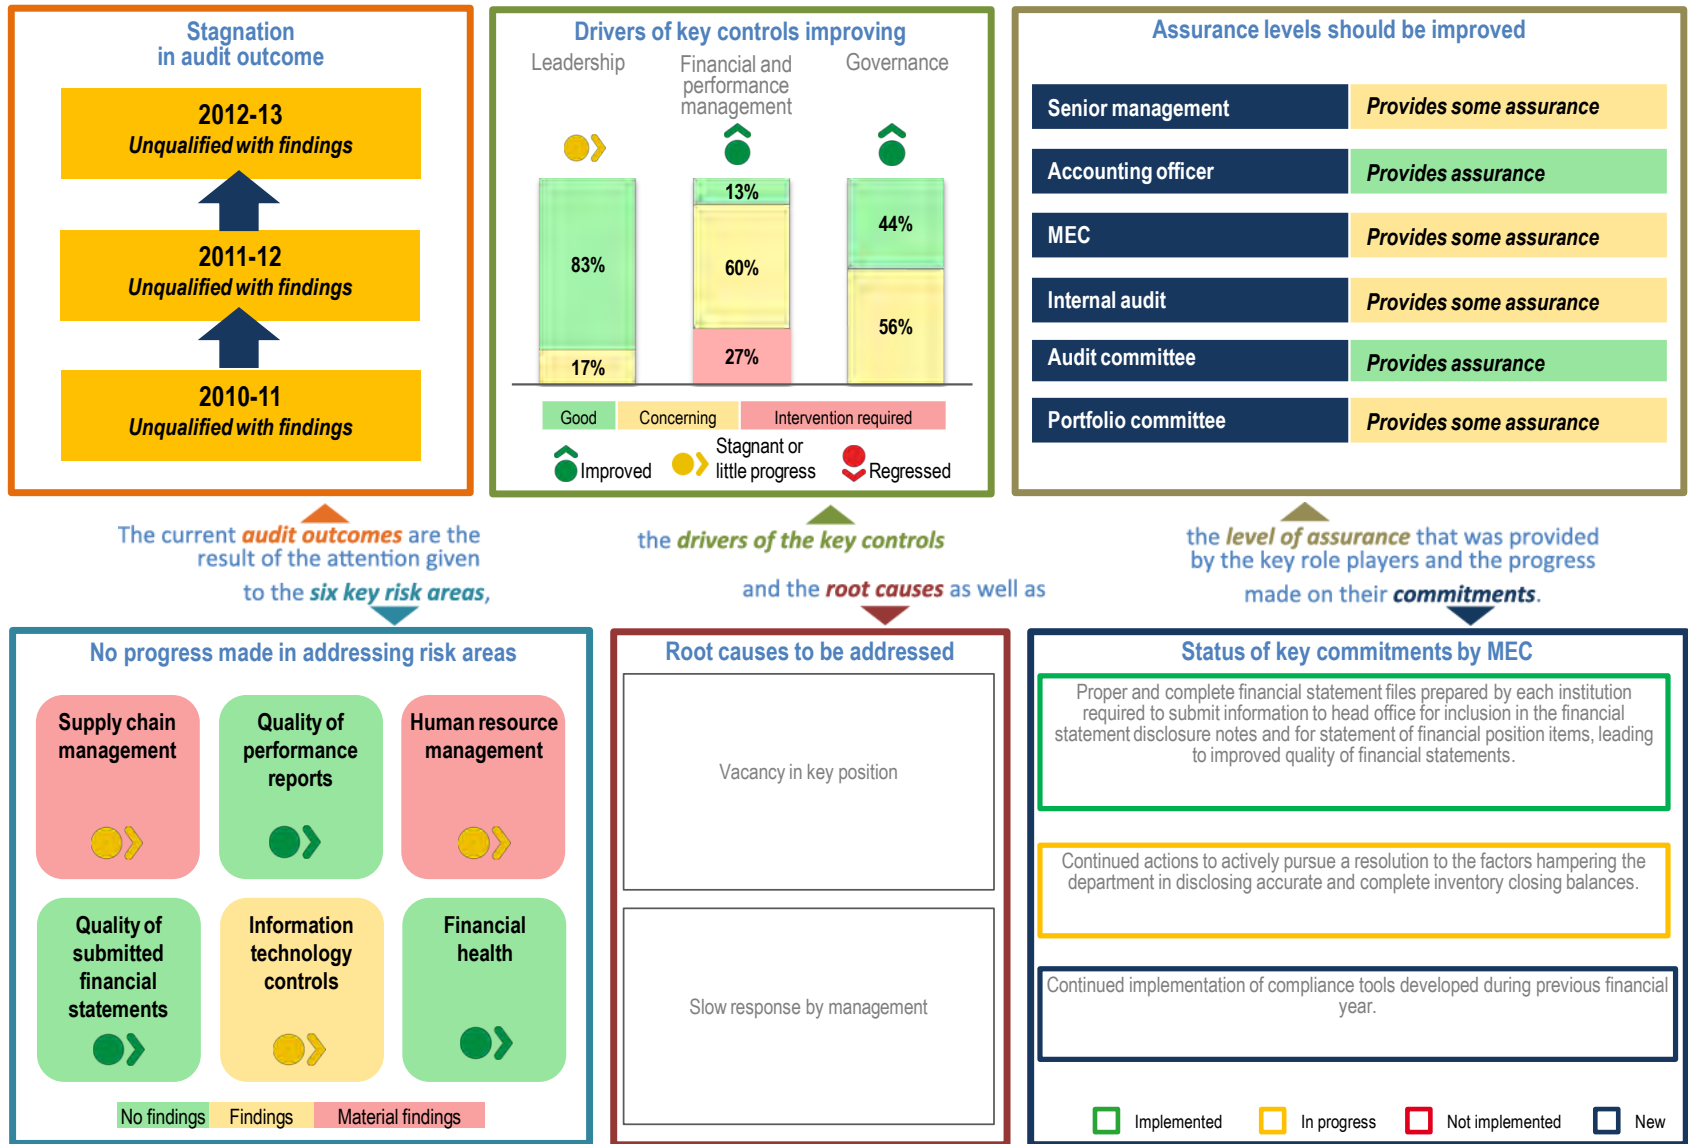 Stagnation
in audit outcome
2012-13
Unqualified with findings
2011-12
Unqualified with findings
2010-11
Unqualified with findings
Drivers of key controls improving
Leadership
Financial and
performance
management
Governance
83%
17%
13%
60%
27%
44%
56%
Good
Concerning
Intervention required
Improved
Stagnant or
little progress
Regressed
Assurance levels should be improved
Senior management
Provides some assurance
Accounting officer
Provides assurance
MEC
Provides some assurance
Internal audit
Provides some assurance
Audit committee
Provides assurance
Portfolio committee
Provides some assurance
The current audit outcomes are the
result of the attention given
to the six key risk areas,
the drivers of the key controls
and the root causes as well as
the level of assurance that was provided
by the key role players and the progress
made on their commitments.
No progress made in addressing risk areas
Supply chain
management
Quality of
performance
reports
Human resource
management
Quality of
submitted
financial
statements
Information
technology
controls
Financial
health
No findings
Findings
Material findings
Root causes to be addressed
Vacancy in key position
Slow response by management
Status of key commitments by MEC
Proper and complete financial statement files prepared by each institution
required to submit information to head office for inclusion in the financial
statement disclosure notes and for statement of financial position items, leading
to improved quality of financial statements.
Continued actions to actively pursue a resolution to the factors hampering the
department in disclosing accurate and complete inventory closing balances.
Continued implementation of compliance tools developed during previous financial
year.
Implemented
In progress
Not implemented
New